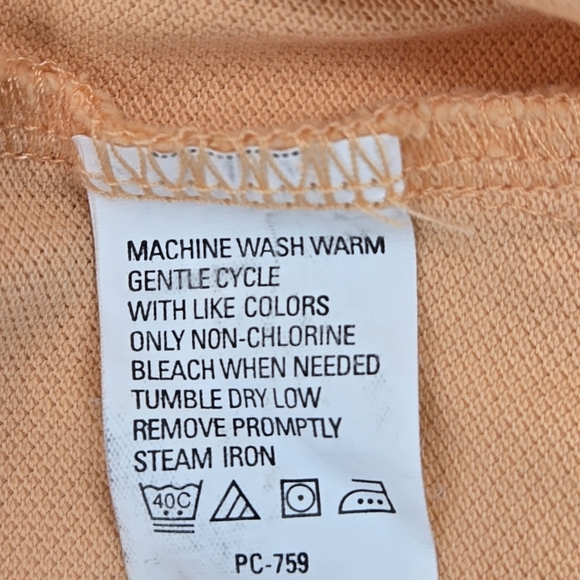 MACHINE WASH WARM
GENTLE CYCLE
WITH LIKE COLORS
ONLY NON-CHLORINE
BLEACH WHEN NEEDED
TUMBLE DRY LOW
REMOVE PROMPTLY
STEAM IRON
40C
PC-759